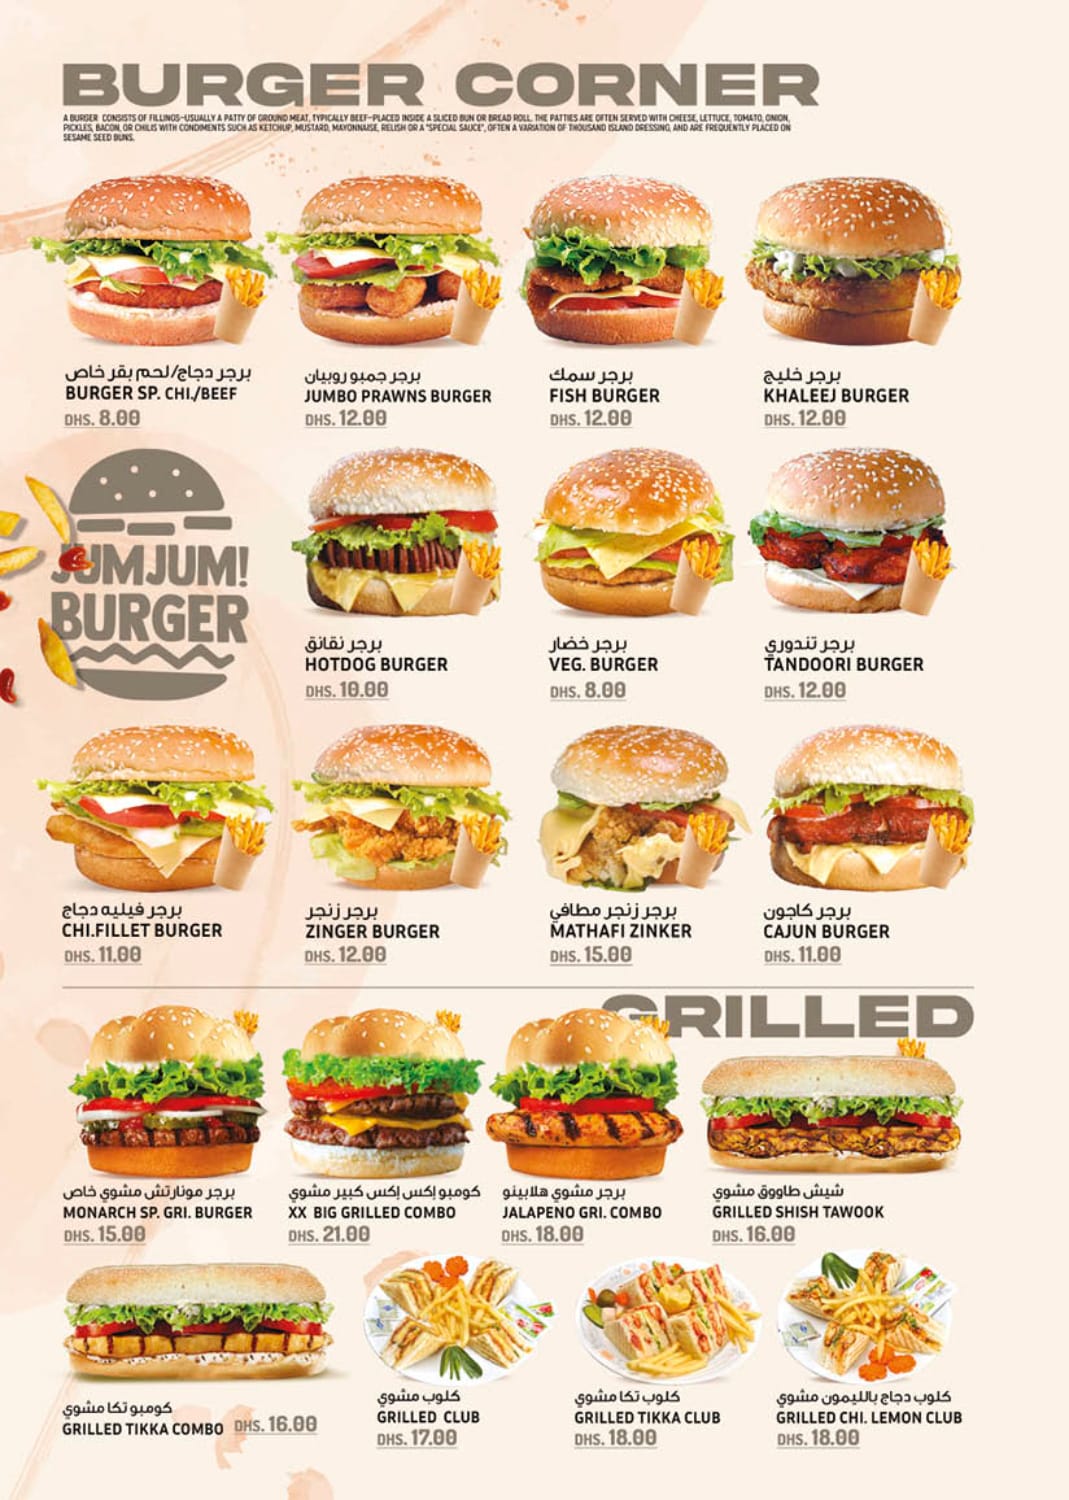 BURGER CORNER
A BURGER CONSISTS OF FILLINGS-USUALLY A PATTY OF GROUND MEAT, TYPICALLY BEEF-PLACED INSIDE A SLICED BUN OR BREAD ROLL. THE PATTIES ARE OFTEN SERVED WITH CHEESE, LETTUCE, TOMATO, ONION,
PICKLES, BACON, OR CHILIS WITH CONDIMENTS SUCH AS KETCHUP, MUSTARD, MAYONNAISE, RELISH OR A "SPECIAL SAUCE", OFTEN A VARIATION OF THOUSAND ISLAND DRESSING, AND ARE FREQUENTLY PLACED ON
SESAME SEED BUNS.
برجر دجاج/لحم بقر خاص
BURGER SP. CHI./BEEF
DHS. 8.00
برجر جمبو روبيان
JUMBO PRAWNS BURGER
DHS. 12.00
برجر سمك
FISH BURGER
DHS. 12.00
برجر خليج
KHALEEJ BURGER
DHS. 12.00
JUMJUM!
BURGER
برجر نقانق
HOTDOG BURGER
DHS. 10.00
برجر خضار
VEG. BURGER
DHS. 8.00
برجر تندوري
TANDOORI BURGER
DHS. 12.00
برجر فيليه دجاج
CHI.FILLET BURGER
DHS. 11.00
برجر زنجر
ZINGER BURGER
DHS. 12.00
برجر زنجر مطافي
MATHAFI ZINKER
DHS. 15.00
برجر كاجون
CAJUN BURGER
DHS. 11.00
GRILLED
برجر مونارتش مشوي خاص
MONARCH SP. GRI. BURGER
DHS. 15.00
كومبو إكس إكس كبير مشوي
XX BIG GRILLED COMBO
DHS. 21.00
برجر مشوي هلابينو
JALAPENO GRI. COMBO
DHS. 18.00
شيش طاووق مشوي
GRILLED SHISH TAWOOK
DHS. 16.00
كومبو تكا مشوي
GRILLED TIKKA COMBO DHS. 16.00
كلوب مشوي
GRILLED CLUB
DHS. 17.00
كلوب تكا مشوي
GRILLED TIKKA CLUB
DHS. 18.00
كلوب دجاج بالليمون مشوي
GRILLED CHI. LEMON CLUB
DHS. 18.00